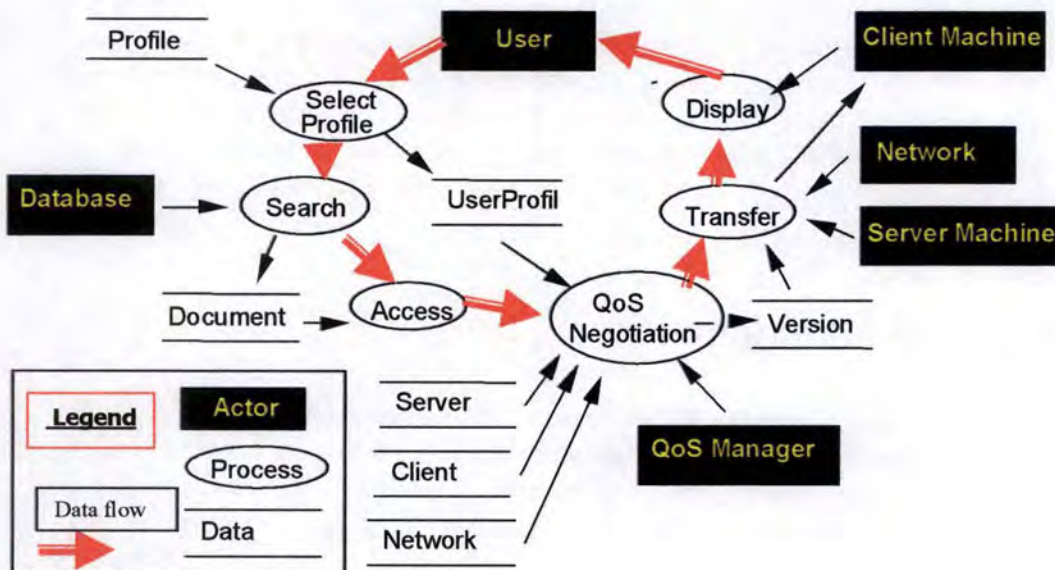 Profile
User
Client Machine
Select
Profile
Display
Network
Database
Search
UserProfil
Transfer
Server Machine
Document
Access
QoS
Negotiation
Version
Legend
Actor
Process
Data flow
Data
Server
Client
Network
QoS Manager